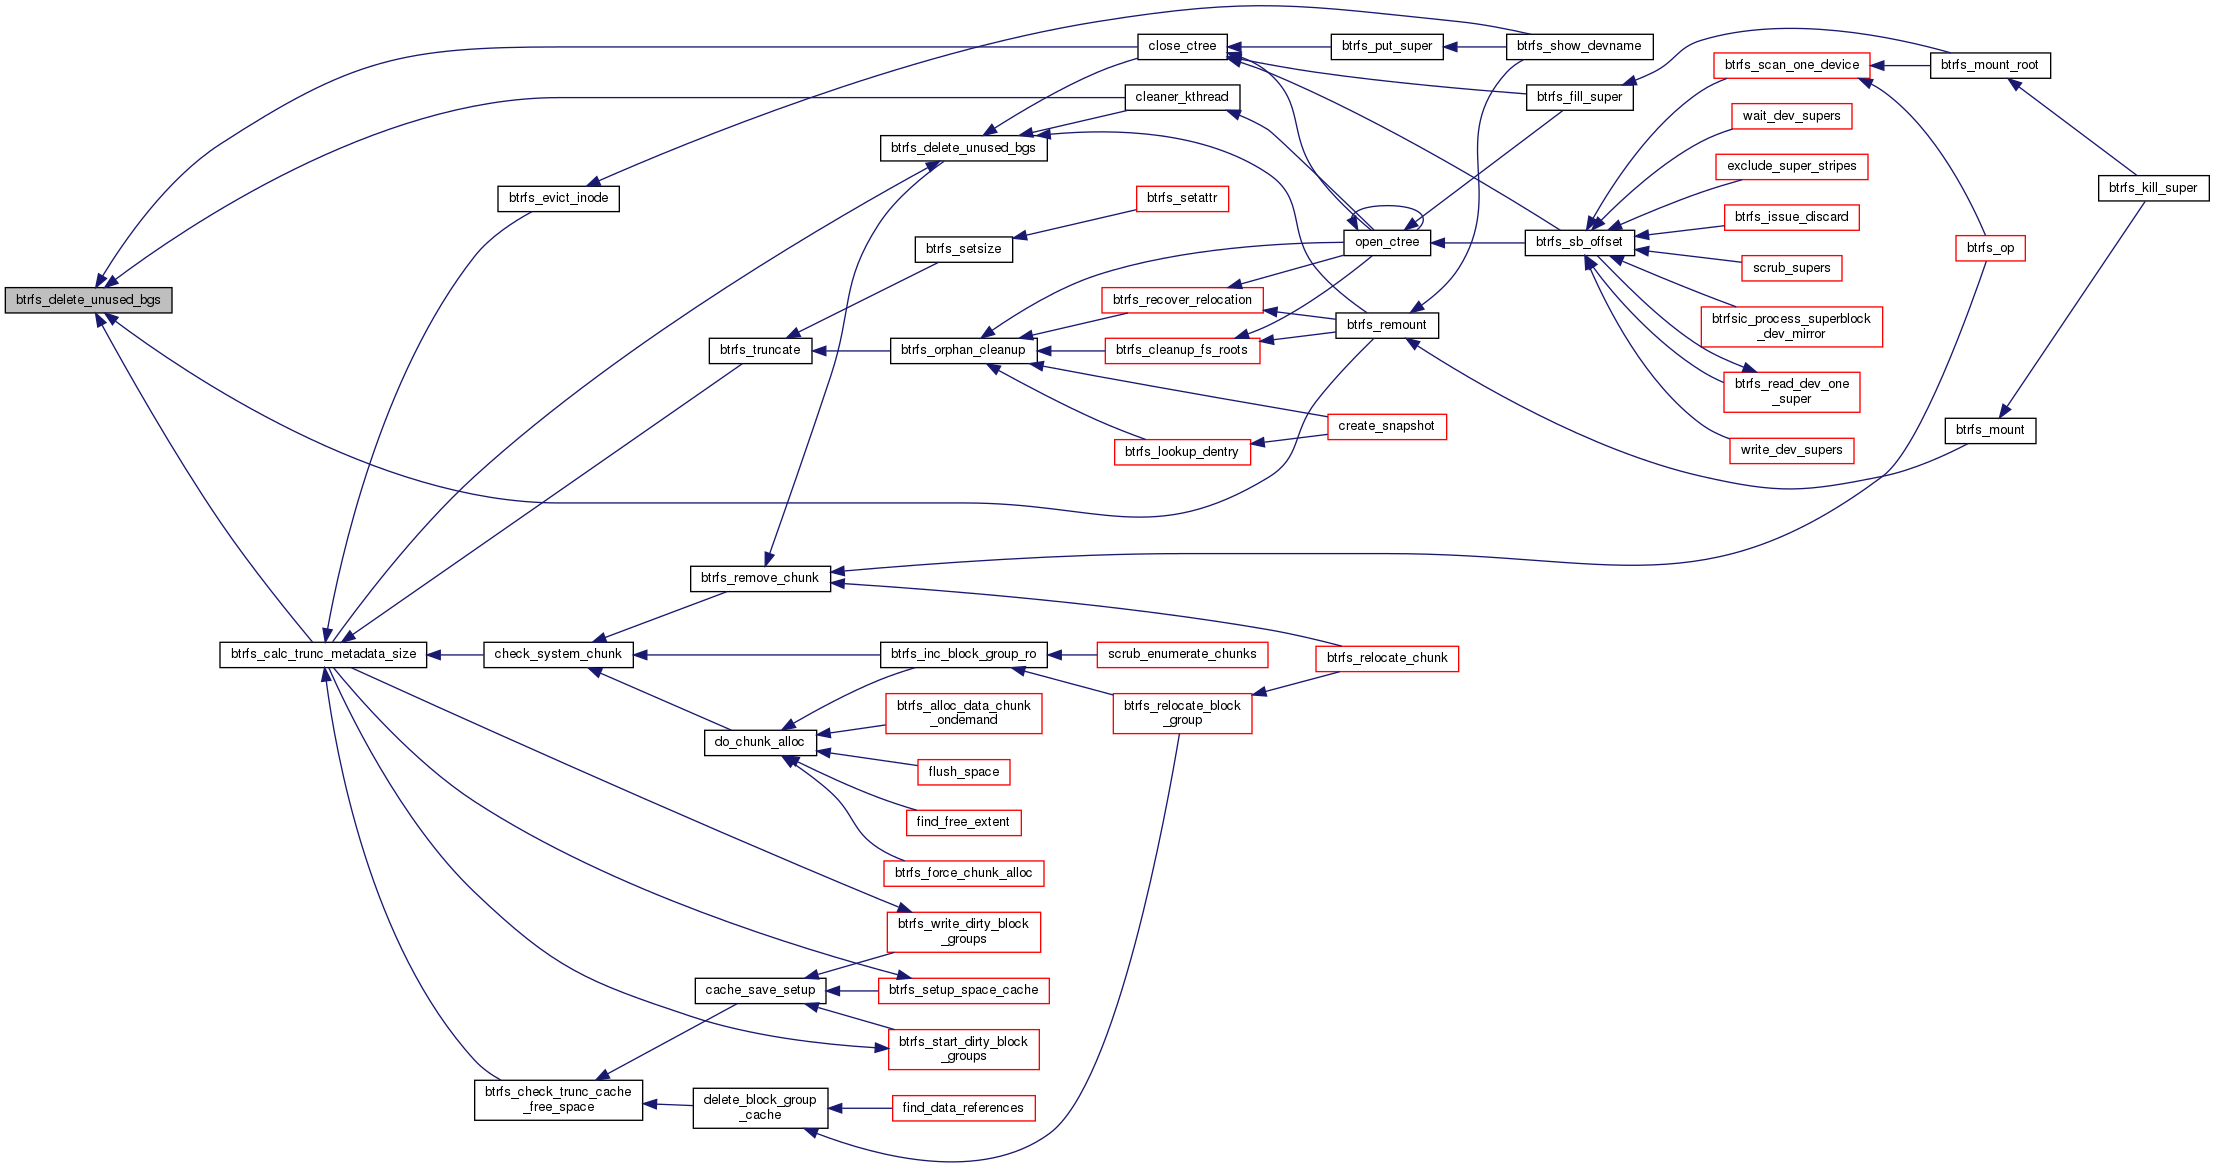 close_ctree
btrfs_put_super
btrfs_show_devname
btrfs_scan_one_device
btrfs_mount_root
cleaner_kthread
btrfs_fill_super
wait_dev_supers
btrfs_delete_unused_bgs
exclude_super_stripes
btrfs_evict_inode
btrfs_setattr
btrfs_kill_super
btrfs_issue_discard
btrfs_setsize
open_ctree
btrfs_sb_offset
btrfs_op
scrub_supers
btrfs_delete_unused_bgs
btrfs_recover_relocation
btrfs_remount
btrfsic_process_superblock
_dev_mirror
btrfs_truncate
btrfs_orphan_cleanup
btrfs_cleanup_fs_roots
btrfs_read_dev_one
_super
create_snapshot
btrfs_mount
btrfs_lookup_dentry
write_dev_supers
btrfs_remove_chunk
btrfs_calc_trunc_metadata_size
check_system_chunk
btrfs_inc_block_group_ro
scrub_enumerate_chunks
btrfs_relocate_chunk
btrfs_alloc_data_chunk
_ondemand
btrfs_relocate_block
_group
do_chunk_alloc
flush_space
find_free_extent
btrfs_force_chunk_alloc
btrfs_write_dirty_block
_groups
cache_save_setup
btrfs_setup_space_cache
btrfs_start_dirty_block
_groups
btrfs_check_trunc_cache
_free_space
delete_block_group
_cache
find_data_references